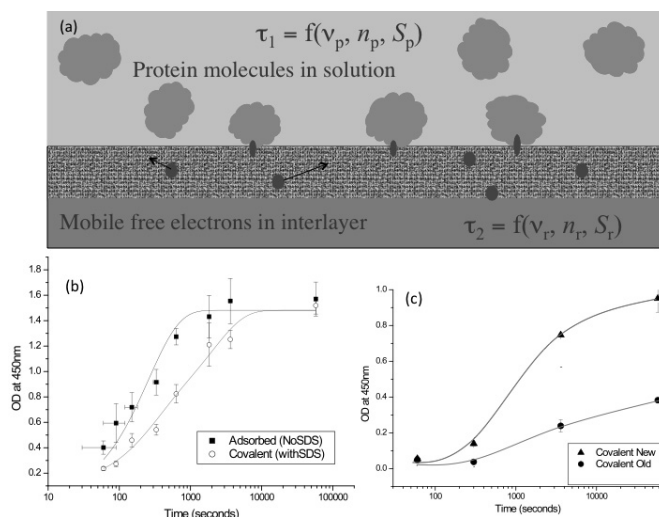 (a)
τ₁ = f(νₚ, nₚ, Sₚ)
Protein molecules in solution
Mobile free electrons in interlayer
τ₂ = f(νᵣ, nᵣ, Sᵣ)
(b)
OD at 450nm
1.8
1.6
1.4
1.2
1.0
0.8
0.6
0.4
0.2
Adsorbed (NoSDS)
Covalent (withSDS)
10
100
1000
10000
100000
Time (seconds)
(c)
OD at 450nm
1.0
0.8
0.6
0.4
0.2
0.0
Covalent New
Covalent Old
100
1000
10000
Time (seconds)